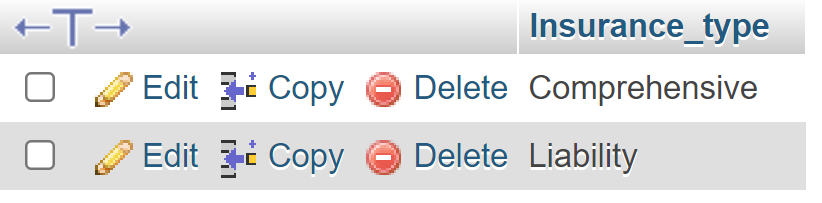 Insurance_type
Edit Copy Delete Comprehensive
Edit Copy Delete Liability